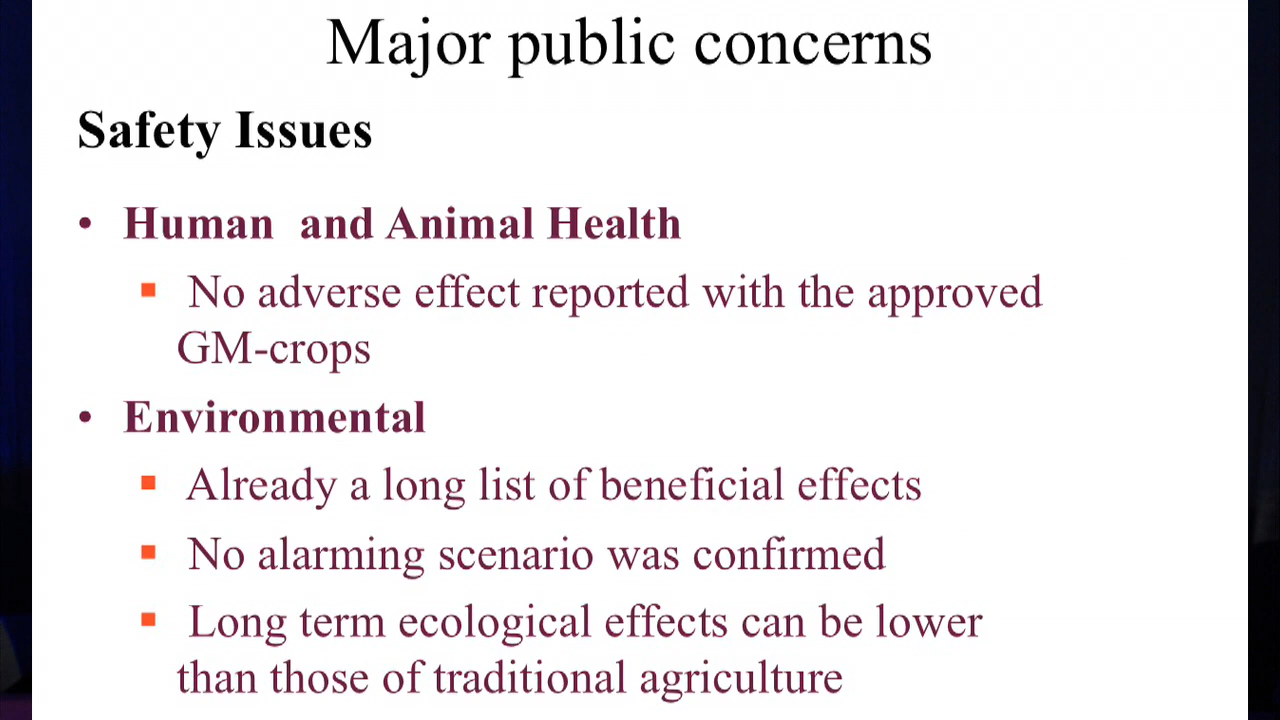 Major public concerns
Safety Issues
• Human and Animal Health
▪ No adverse effect reported with the approved
GM-crops
• Environmental
▪ Already a long list of beneficial effects
▪ No alarming scenario was confirmed
▪ Long term ecological effects can be lower
than those of traditional agriculture